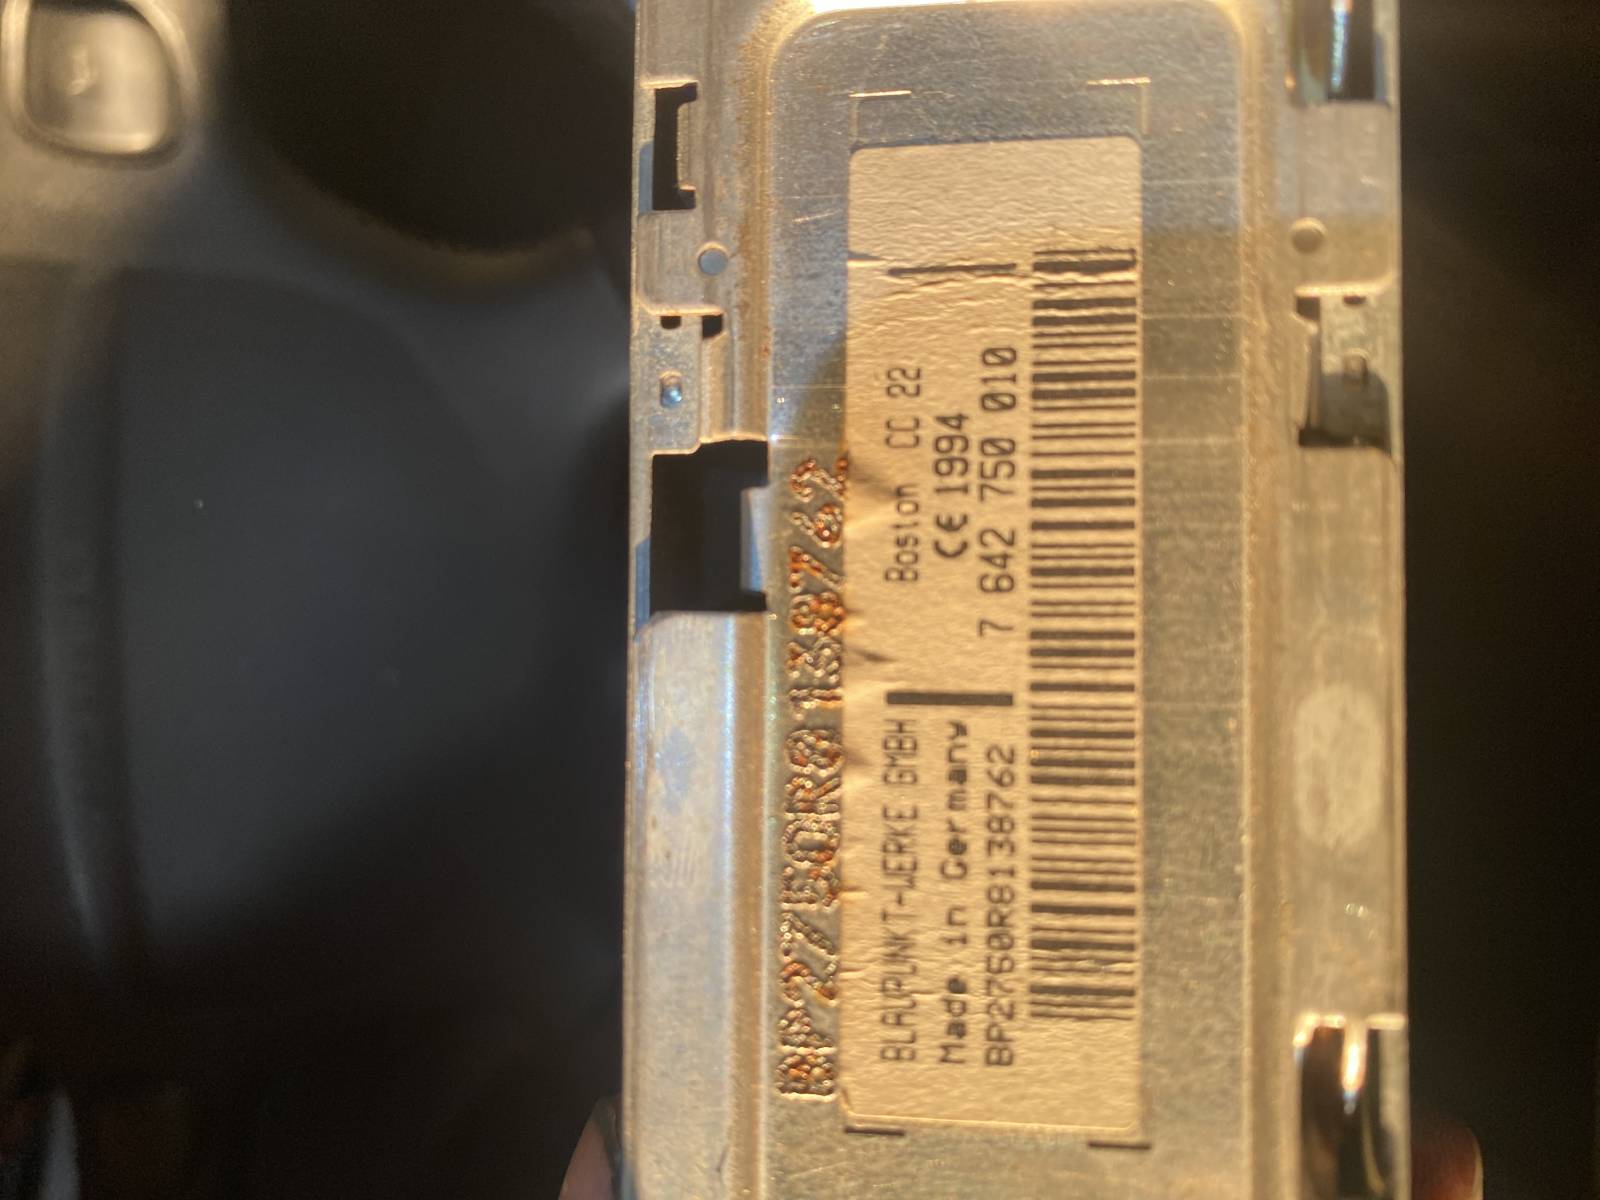 BP2750R8138762
BLAUPUNKT-WERKE GMBH Boston CC 22
Made in Germany CE 1994
BP2750R8138762 7 642 750 010